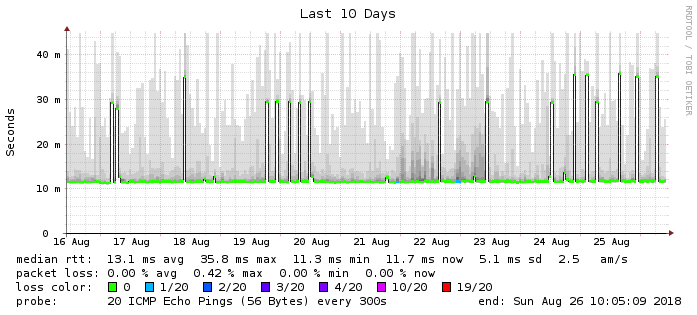 Last 10 Days
RRDTOOL / TOBI OETIKER
Seconds
40 m
30 m
20 m
10 m
0
16 Aug 17 Aug 18 Aug 19 Aug 20 Aug 21 Aug 22 Aug 23 Aug 24 Aug 25 Aug
median rtt: 13.1 ms avg 35.8 ms max 11.3 ms min 11.7 ms now 5.1 ms sd 2.5 am/s
packet loss: 0.00 % avg 0.42 % max 0.00 % min 0.00 % now
loss color: 0 1/20 2/20 3/20 4/20 10/20 19/20
probe: 20 ICMP Echo Pings (56 Bytes) every 300s end: Sun Aug 26 10:05:09 2018